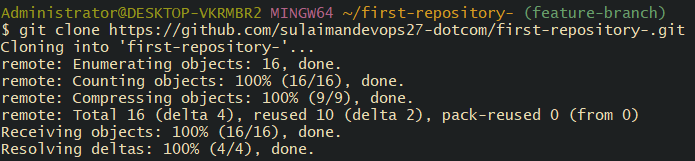 Administrator@DESKTOP-VKRMBR2 MINGW64 ~/first-repository- (feature-branch)
$ git clone https://github.com/sulaimandevops27-dotcom/first-repository-.git
Cloning into 'first-repository-'...
remote: Enumerating objects: 16, done.
remote: Counting objects: 100% (16/16), done.
remote: Compressing objects: 100% (9/9), done.
remote: Total 16 (delta 4), reused 10 (delta 2), pack-reused 0 (from 0)
Receiving objects: 100% (16/16), done.
Resolving deltas: 100% (4/4), done.